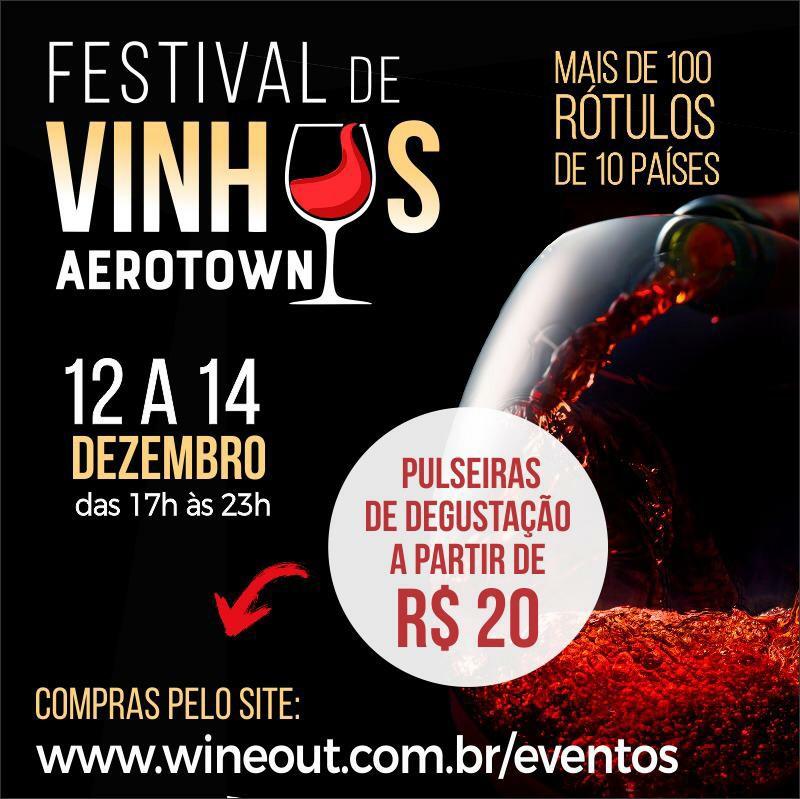 FESTIVAL DE
VINHOS
AEROTOWN
MAIS DE 100
RÓTULOS
DE 10 PAÍSES
12 A 14
DEZEMBRO
das 17h às 23h
PULSEIRAS
DE DEGUSTAÇÃO
A PARTIR DE
R$ 20
COMPRAS PELO SITE:
www.wineout.com.br/eventos